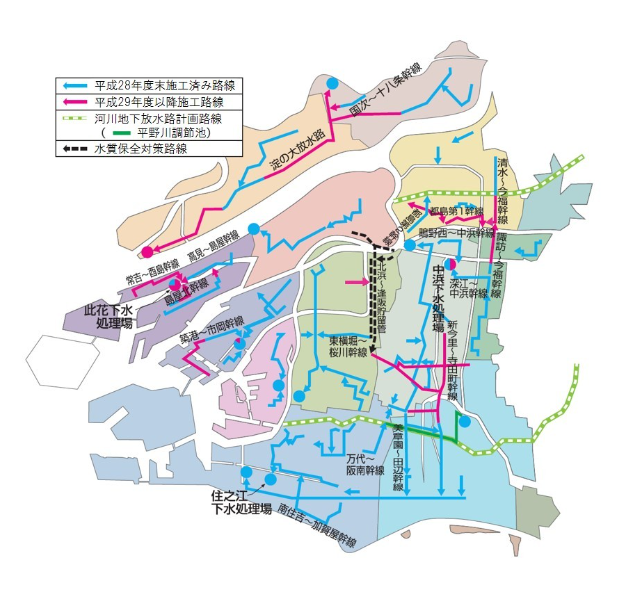 平成28年度末施工済み路線
平成29年度以降施工路線
河川地下放水路計画路線
( 平野川調節池)
水質保全対策路線
国次～十八条幹線
淀の大放水路
清水～今福幹線
都島第1幹線
鴫野西～中浜幹線
諏訪～今福幹線
高見～島屋幹線
常吉～酉島幹線
島屋北幹線
此花下水
処理場
築港～市岡幹線
北浜～逢阪貯留管
中浜下水処理場
深江～
中浜幹線
新今里～寺田町幹線
東横堀～
桜川幹線
万代～
阪南幹線
美章園～田辺幹線
住之江
下水処理場
南住吉～加賀屋幹線